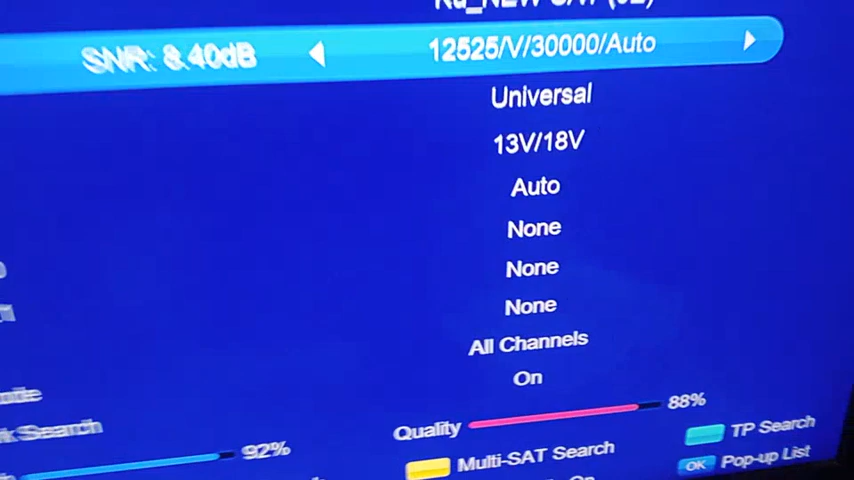 SNR: 8.40dB 12525/V/30000/Auto
Universal
13V/18V
Auto
None
None
None
All Channels
On
Search
Quality 88%
92%
TP Search
Multi-SAT Search
OK Pop-up List